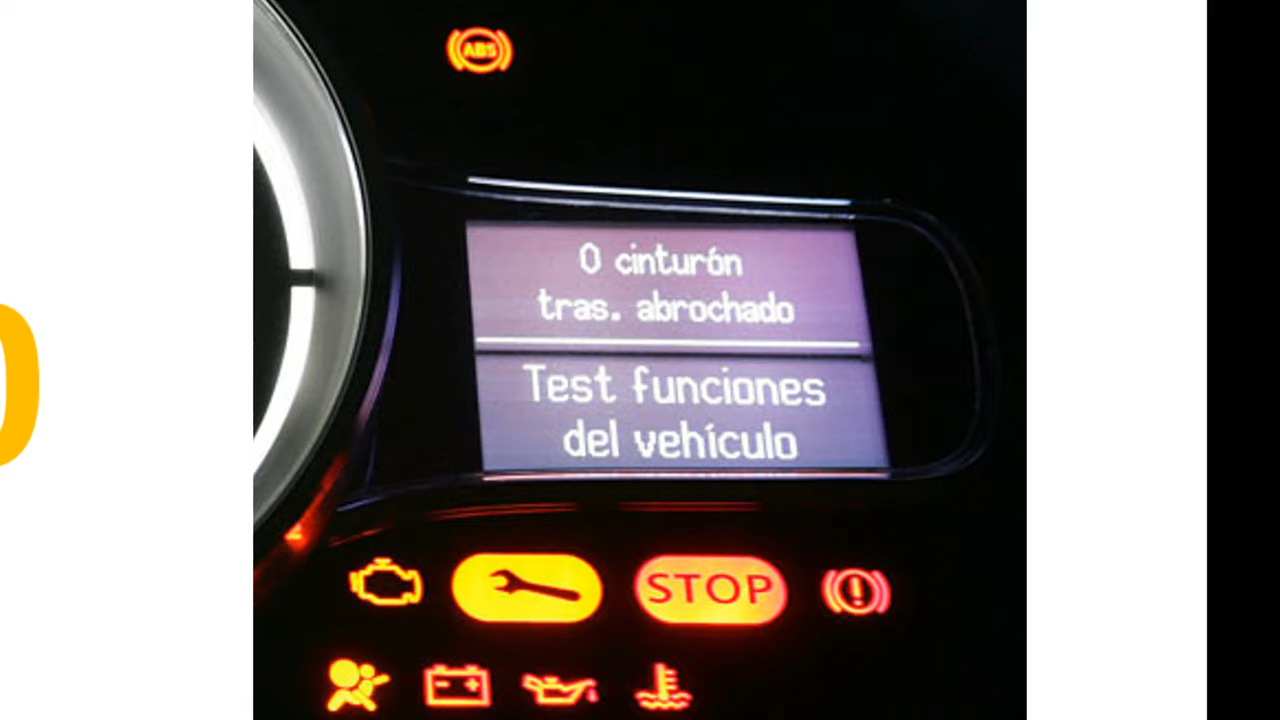 ABS
0 cinturón
tras. abrochado
Test funciones
del vehículo
STOP